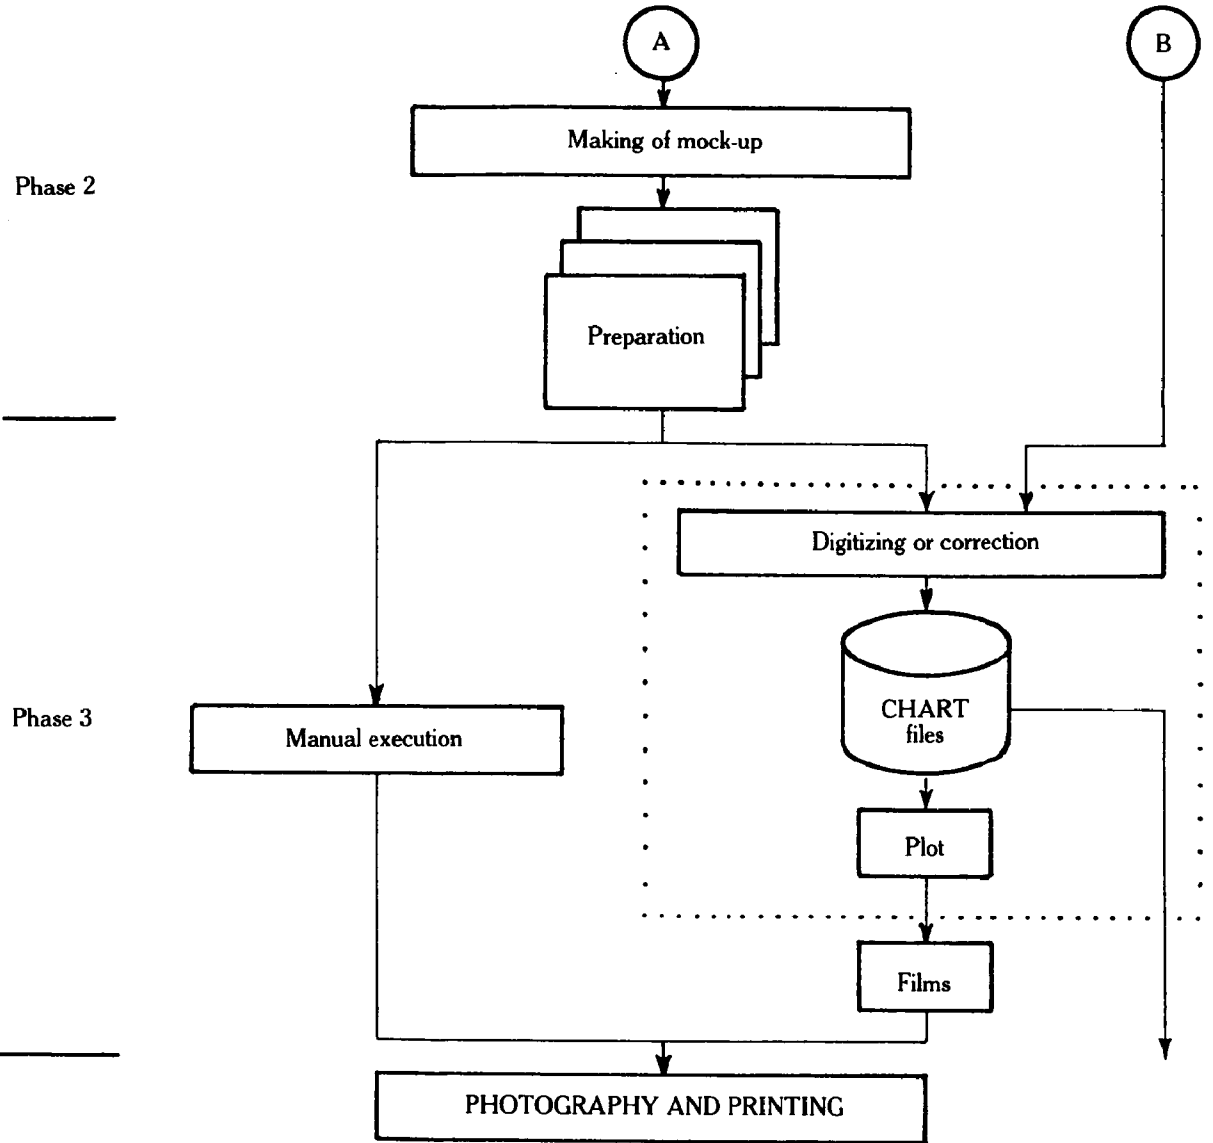 A
B
Making of mock-up
Phase 2
Preparation
Digitizing or correction
CHART
files
Phase 3
Manual execution
Plot
Films
PHOTOGRAPHY AND PRINTING